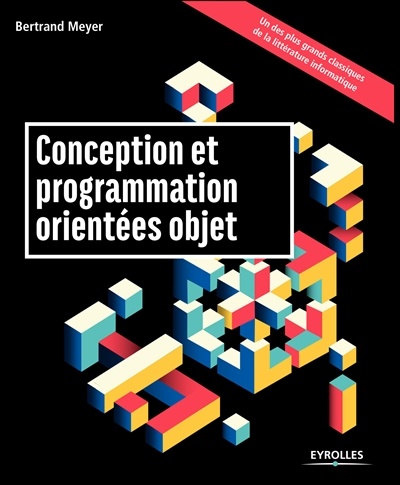 Bertrand Meyer
Un des plus grands classiques
de la littérature informatique
Conception et
programmation
orientées objet
EYROLLES